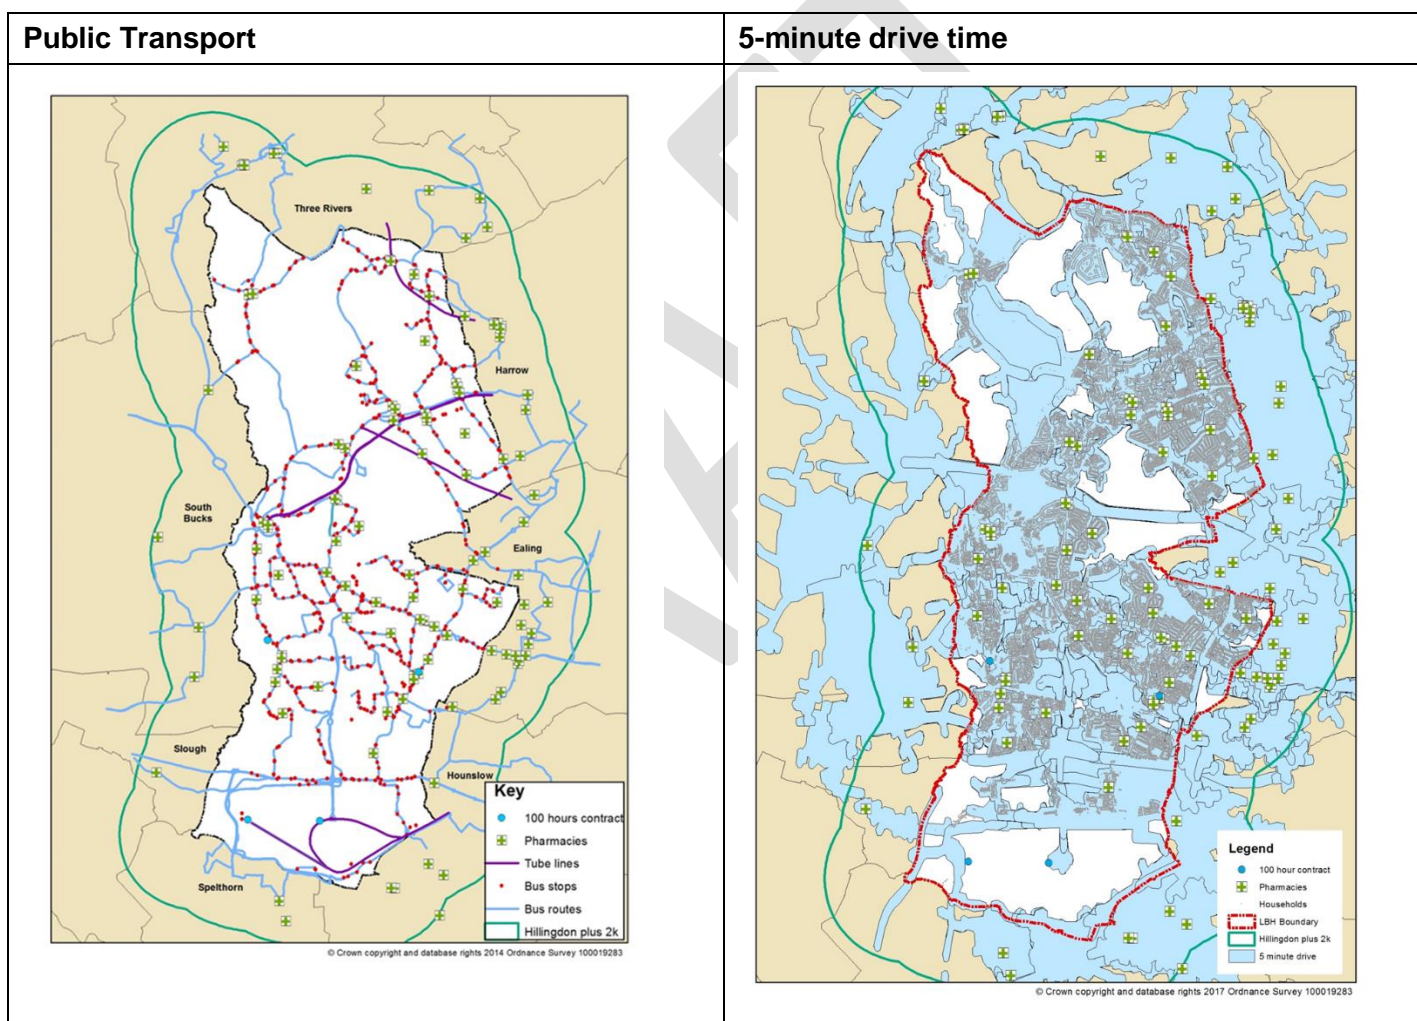 Public Transport
5-minute drive time
Three Rivers
Harrow
South
Bucks
Ealing
Slough
Hounslow
Spelthorn
Key
100 hours contract
Pharmacies
Tube lines
Bus stops
Bus routes
Hillingdon plus 2k
© Crown copyright and database rights 2014 Ordnance Survey 100019283
Legend
100 hour contract
Pharmacies
Households
LBH Boundary
Hillingdon plus 2k
5 minute drive
© Crown copyright and database rights 2017 Ordnance Survey 100019283